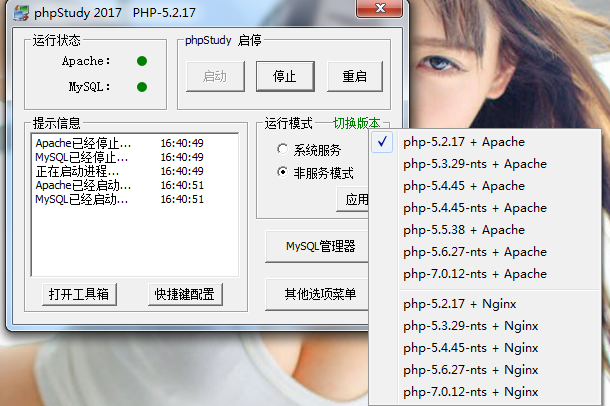 phpStudy 2017 PHP-5.2.17
运行状态
Apache:
MySQL:
phpStudy 启停
启动 停止 重启
提示信息
Apache已经停止... 16:40:49
MySQL已经停止... 16:40:49
正在启动进程... 16:40:49
Apache已经启动... 16:40:51
MySQL已经启动... 16:40:51
打开工具箱 快捷键配置
运行模式 切换版本
系统服务
非服务模式
应用
MySQL管理器
其他选项菜单
php-5.2.17 + Apache
php-5.3.29-nts + Apache
php-5.4.45 + Apache
php-5.4.45-nts + Apache
php-5.5.38 + Apache
php-5.6.27-nts + Apache
php-7.0.12-nts + Apache
php-5.2.17 + Nginx
php-5.3.29-nts + Nginx
php-5.4.45-nts + Nginx
php-5.6.27-nts + Nginx
php-7.0.12-nts + Nginx